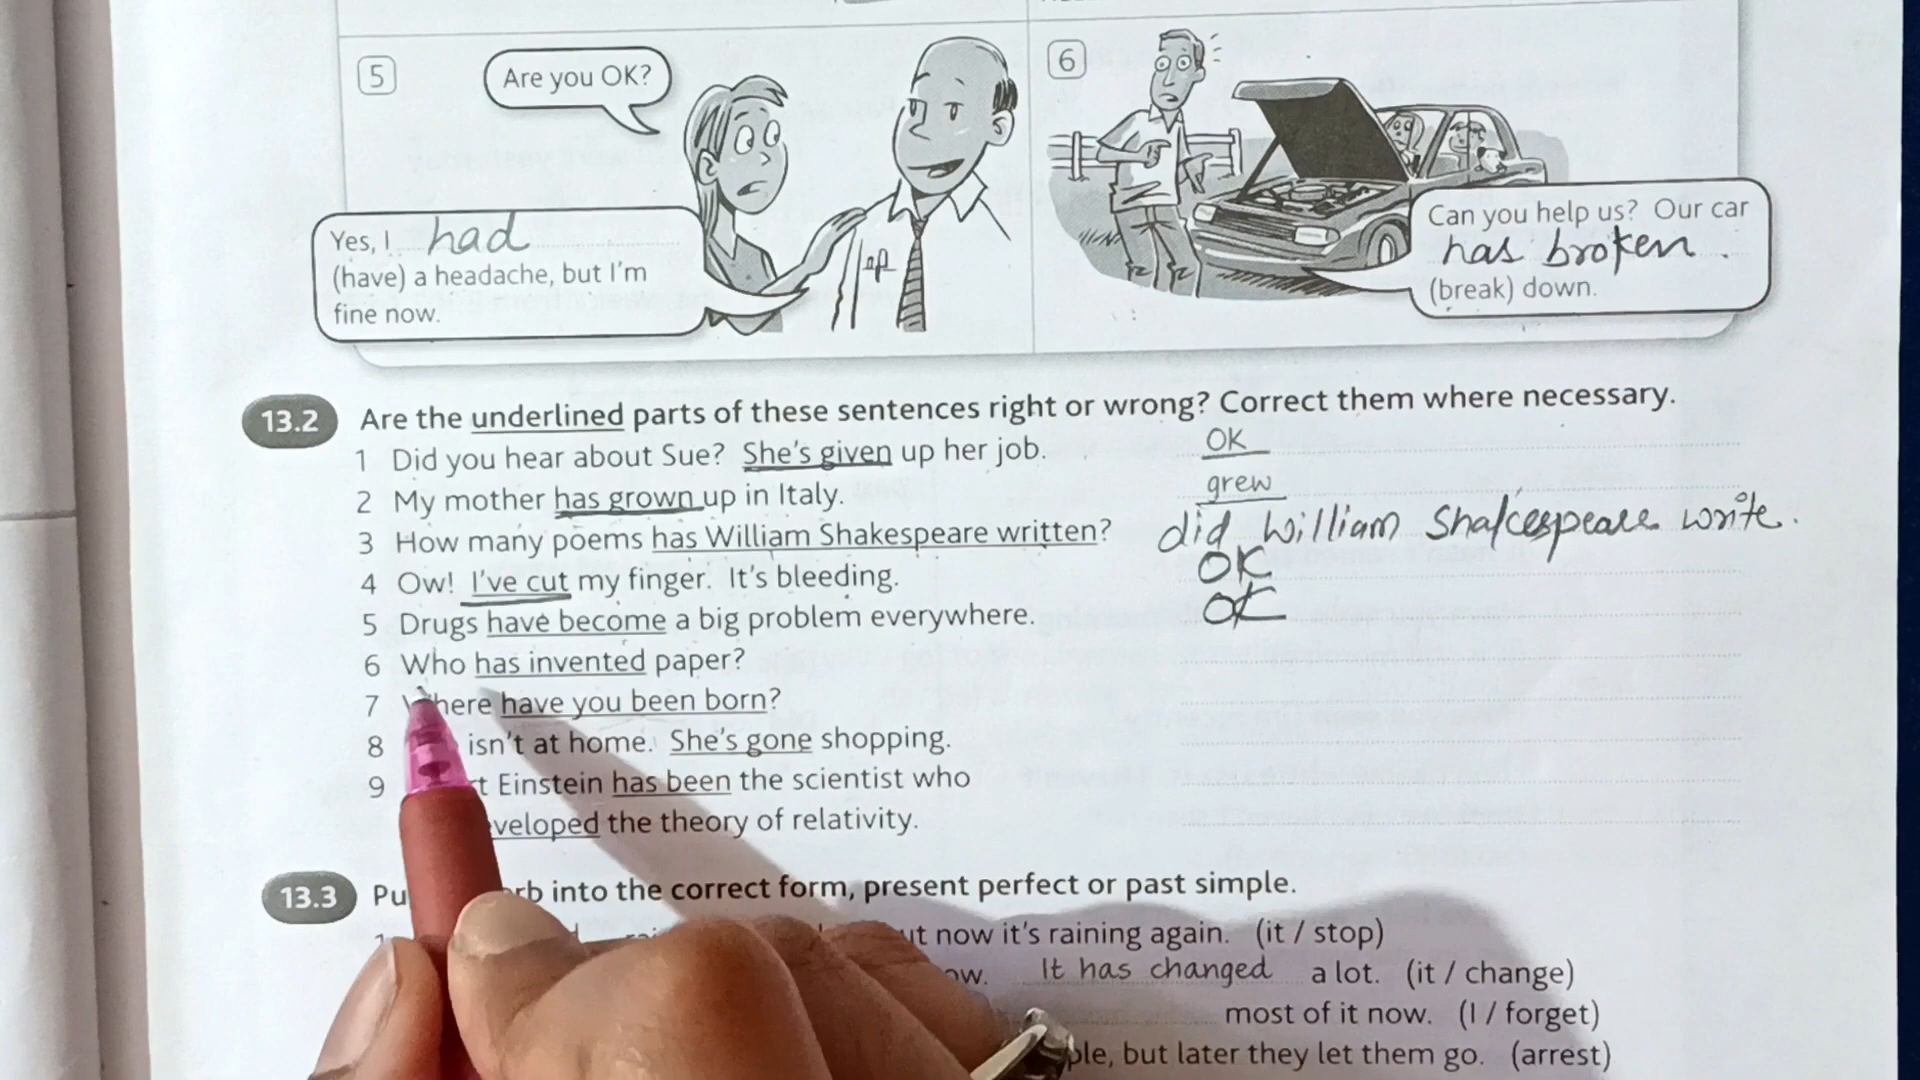 5
Are you OK?
Yes, I had
(have) a headache, but I'm
fine now.
6
Can you help us? Our car
has broken.
(break) down.
13.2 Are the underlined parts of these sentences right or wrong? Correct them where necessary.
1 Did you hear about Sue? She's given up her job. OK
2 My mother has grown up in Italy. grew
3 How many poems has William Shakespeare written? did William Shakespeare write.
4 Ow! I've cut my finger. It's bleeding. OK
5 Drugs have become a big problem everywhere. OK
6 Who has invented paper?
7 Where have you been born?
8 isn't at home. She's gone shopping.
9 Einstein has been the scientist who
the theory of relativity.
13.3 into the correct form, present perfect or past simple.
now it's raining again. (it / stop)
It has changed a lot. (it / change)
most of it now. (I / forget)
but later they let them go. (arrest)